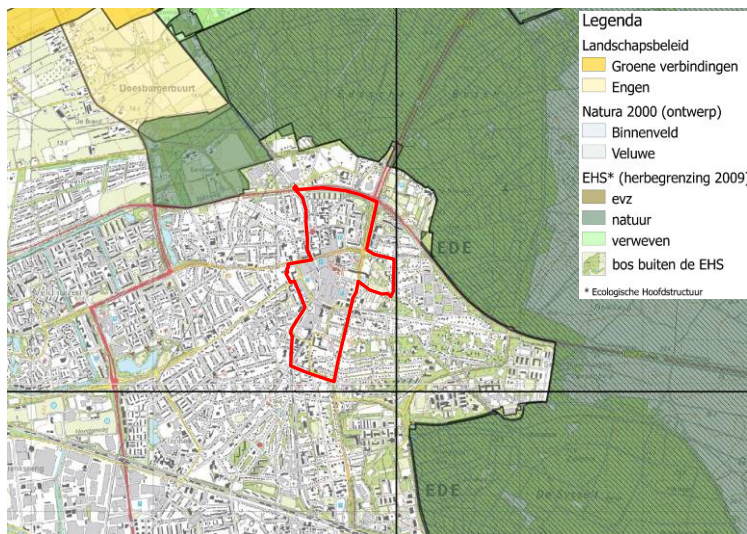 Legenda
Landschapsbeleid
Groene verbindingen
Engen
Natura 2000 (ontwerp)
Binnenveld
Veluwe
EHS* (herbegrenzing 2009)
evz
natuur
verweven
bos buiten de EHS
* Ecologische Hoofdstructuur
Doesburgerbuurt
EDE
EDE